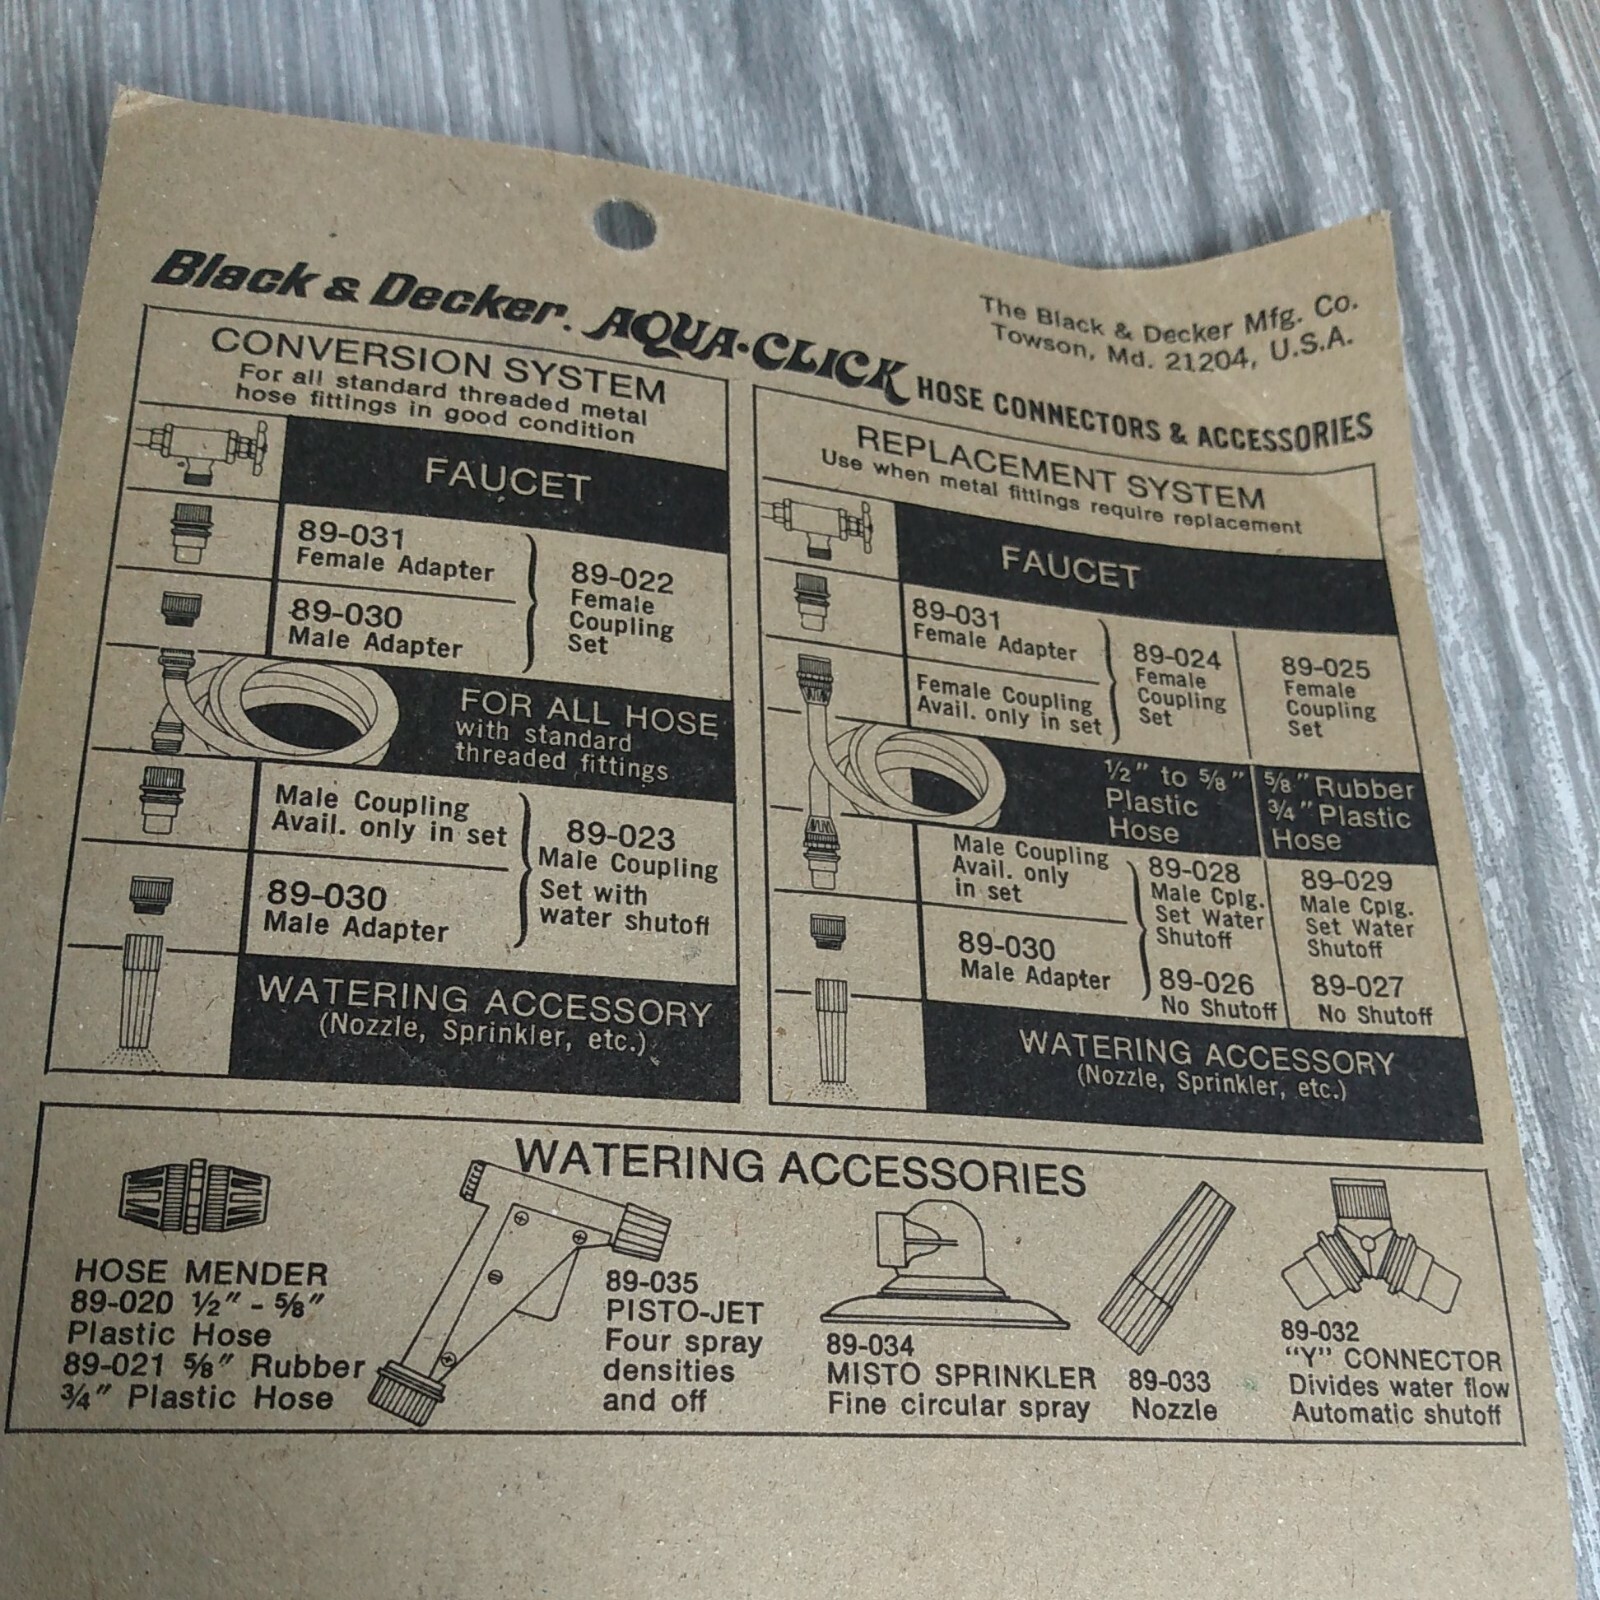 Black & Decker. AQUA·CLICK HOSE CONNECTORS & ACCESSORIES
The Black & Decker Mfg. Co.
Towson, Md. 21204, U.S.A.
CONVERSION SYSTEM
For all standard threaded metal
hose fittings in good condition
FAUCET
89-031
Female Adapter
89-030
Male Adapter
89-022
Female
Coupling
Set
FOR ALL HOSE
with standard
threaded fittings
Male Coupling
Avail. only in set
89-030
Male Adapter
89-023
Male Coupling
Set with
water shutoff
WATERING ACCESSORY
(Nozzle, Sprinkler, etc.)
REPLACEMENT SYSTEM
Use when metal fittings require replacement
FAUCET
89-031
Female Adapter
Female Coupling
Avail. only in set
89-024
Female
Coupling
Set
89-025
Female
Coupling
Set
½" to ⅝"
Plastic
Hose
⅝" Rubber
¾" Plastic
Hose
Male Coupling
Avail. only
in set
89-030
Male Adapter
89-028
Male Cplg.
Set Water
Shutoff
89-026
No Shutoff
89-029
Male Cplg.
Set Water
Shutoff
89-027
No Shutoff
WATERING ACCESSORY
(Nozzle, Sprinkler, etc.)
WATERING ACCESSORIES
HOSE MENDER
89-020 ½" - ⅝"
Plastic Hose
89-021 ⅝" Rubber
¾" Plastic Hose
89-035
PISTO-JET
Four spray
densities
and off
89-034
MISTO SPRINKLER
Fine circular spray
89-033
Nozzle
89-032
"Y" CONNECTOR
Divides water flow
Automatic shutoff